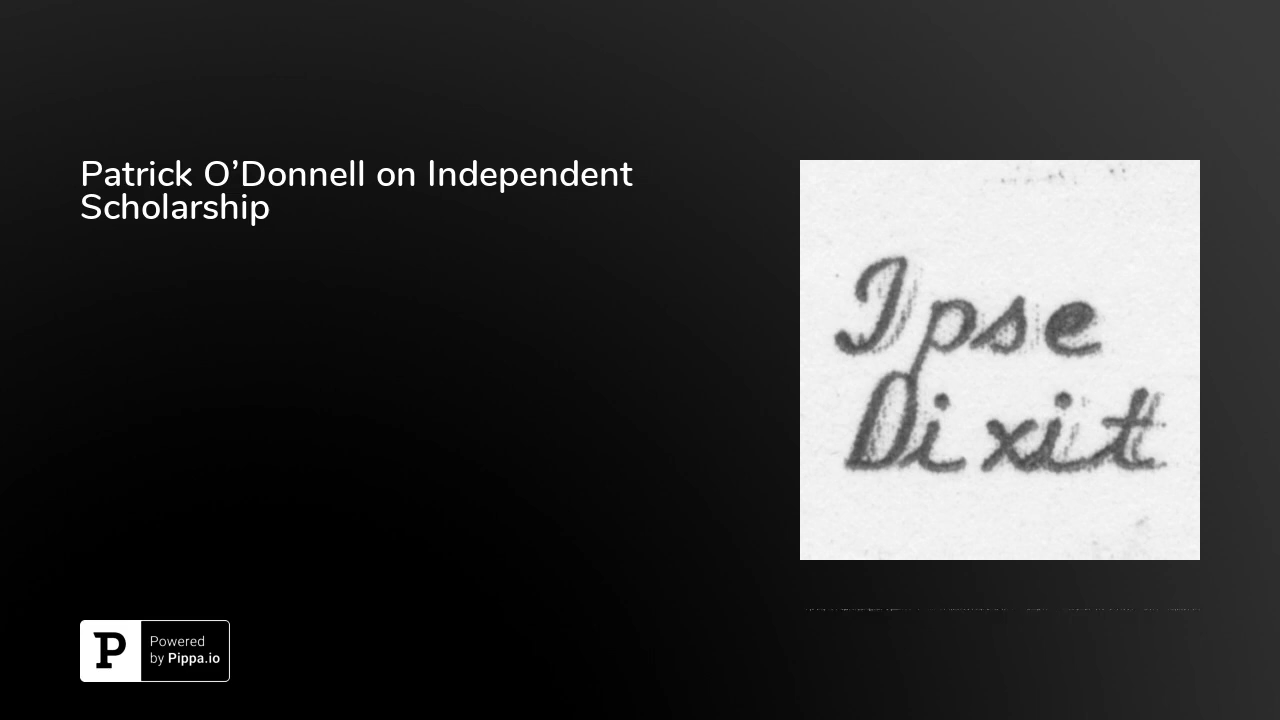 Patrick O’Donnell on Independent
Scholarship
Ipse
Dixit
P
Powered
by Pippa.io